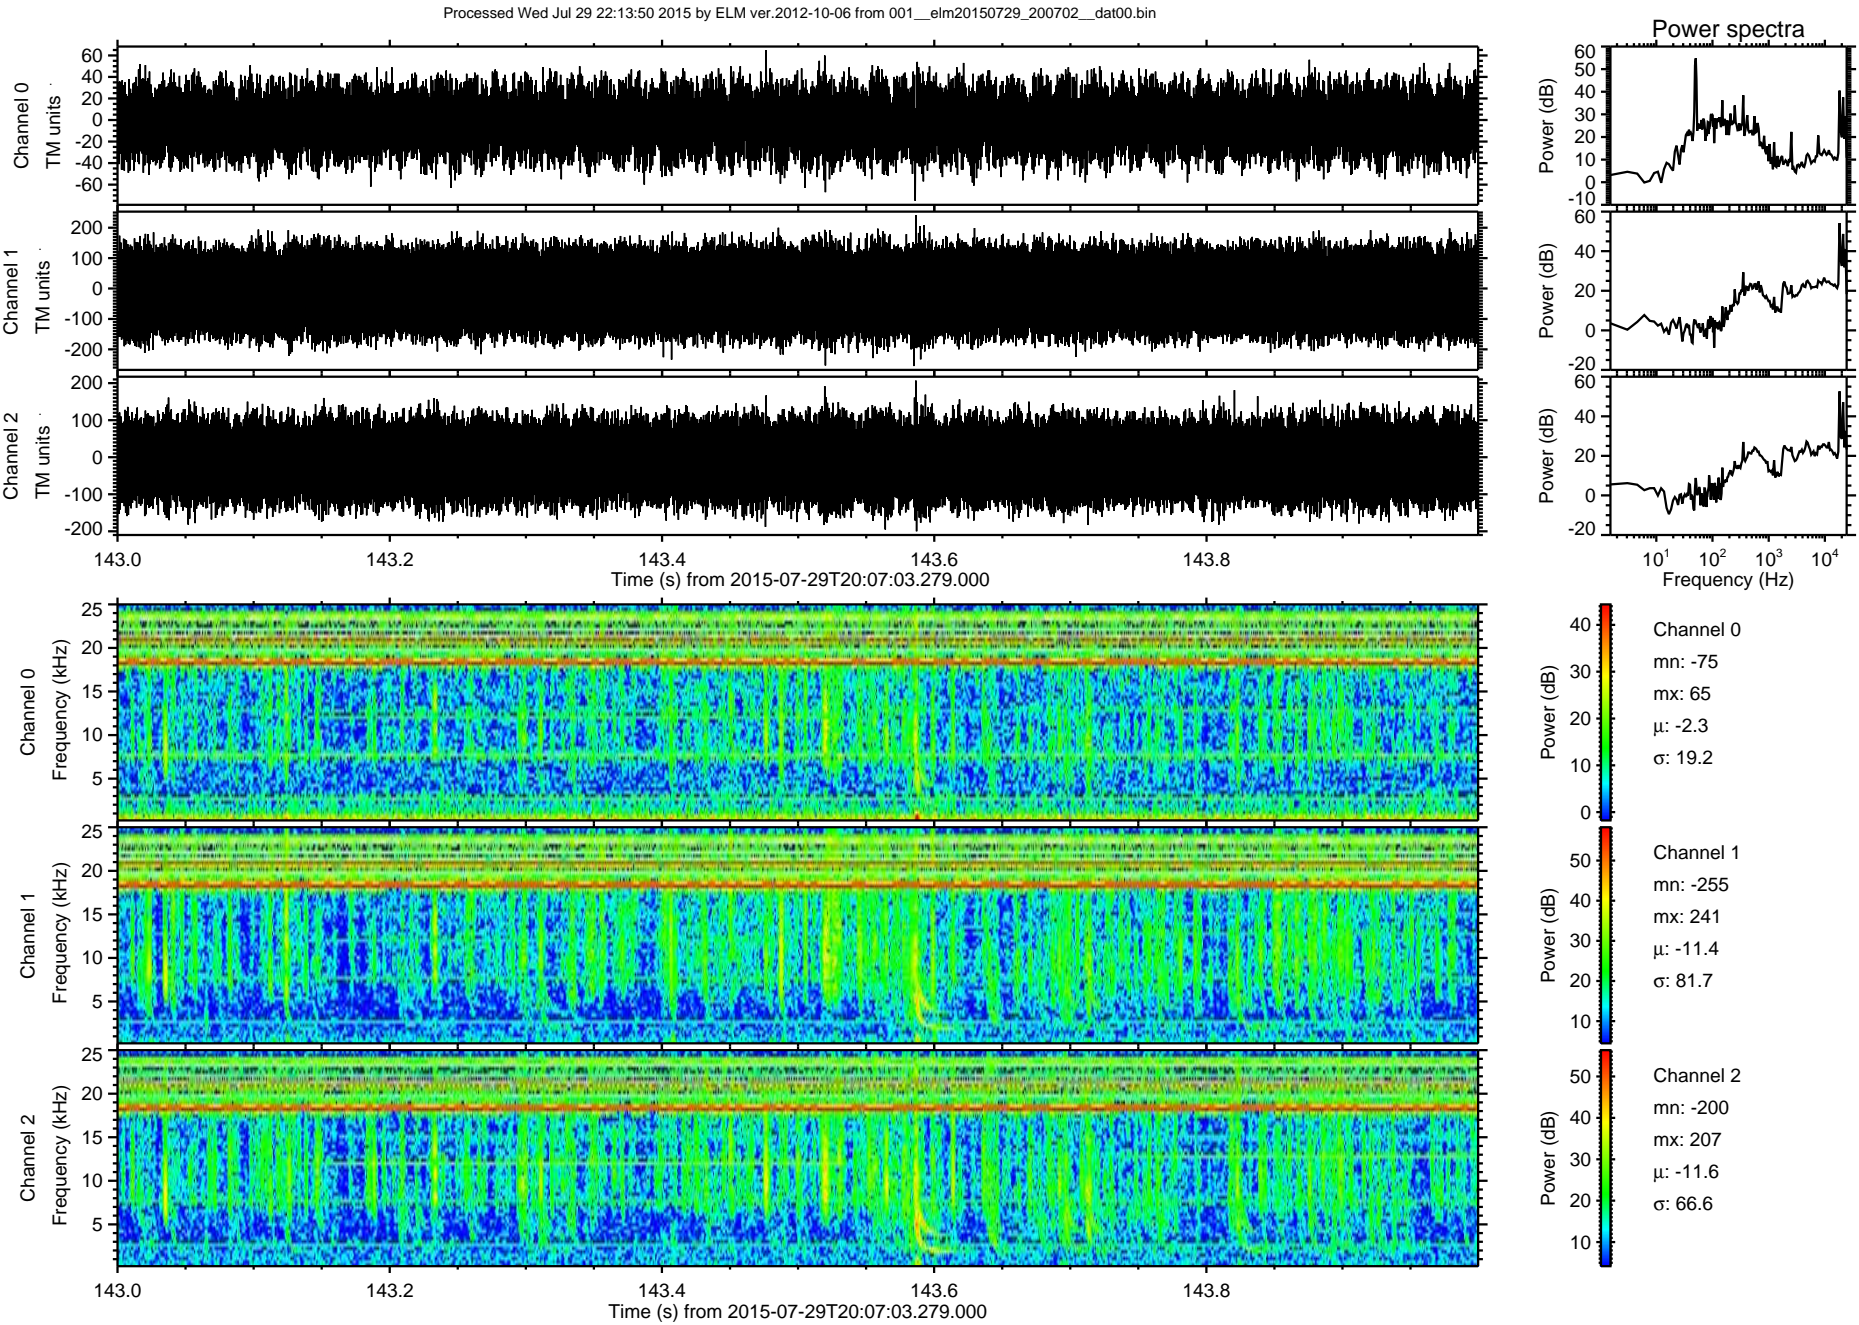 Processed Wed Jul 29 22:13:50 2015 by ELM ver.2012-10-06 from 001__elm20150729_200702__dat00.bin
Power spectra
Channel 0
TM units
60
40
20
0
-20
-40
-60
Power (dB)
60
50
40
30
20
10
0
-10
Channel 1
TM units
200
100
0
-100
-200
Power (dB)
60
40
20
0
-20
Channel 2
TM units
200
100
0
-100
-200
Power (dB)
60
40
20
0
-20
143.0 143.2 143.4 143.6 143.8
Time (s) from 2015-07-29T20:07:03.279.000
10^1 10^2 10^3 10^4
Frequency (Hz)
Channel 0
Frequency (kHz)
25
20
15
10
5
Power (dB)
40
30
20
10
0
Channel 0
mn: -75
mx: 65
μ: -2.3
σ: 19.2
Channel 1
Frequency (kHz)
25
20
15
10
5
Power (dB)
50
40
30
20
10
Channel 1
mn: -255
mx: 241
μ: -11.4
σ: 81.7
Channel 2
Frequency (kHz)
25
20
15
10
5
Power (dB)
50
40
30
20
10
Channel 2
mn: -200
mx: 207
μ: -11.6
σ: 66.6
143.0 143.2 143.4 143.6 143.8
Time (s) from 2015-07-29T20:07:03.279.000